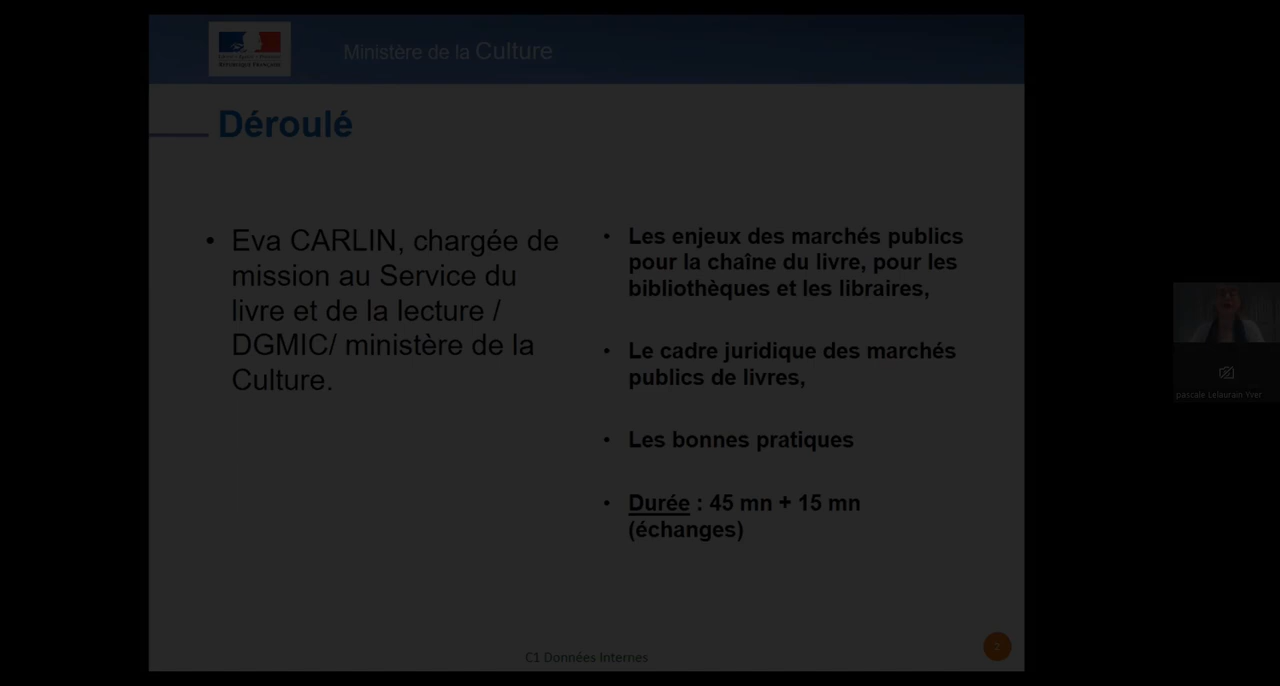 Ministère de la Culture
Déroulé
• Eva CARLIN, chargée de
mission au Service du
livre et de la lecture /
DGMIC/ ministère de la
Culture.
• Les enjeux des marchés publics
pour la chaîne du livre, pour les
bibliothèques et les libraires,
• Le cadre juridique des marchés
publics de livres,
• Les bonnes pratiques
• Durée : 45 mn + 15 mn
(échanges)
pascale Lelaurain Yver
C1 Données Internes
2